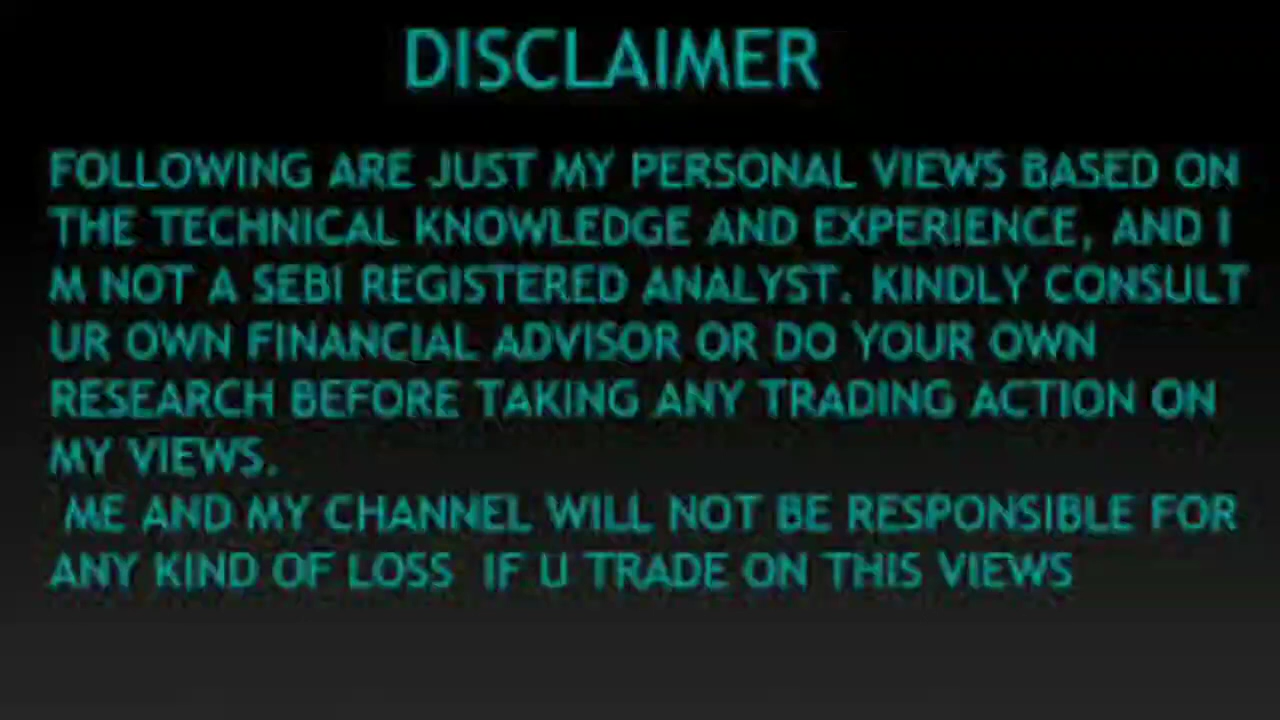 DISCLAIMER
FOLLOWING ARE JUST MY PERSONAL VIEWS BASED ON
THE TECHNICAL KNOWLEDGE AND EXPERIENCE, AND I
M NOT A SEBI REGISTERED ANALYST. KINDLY CONSULT
UR OWN FINANCIAL ADVISOR OR DO YOUR OWN
RESEARCH BEFORE TAKING ANY TRADING ACTION ON
MY VIEWS.
ME AND MY CHANNEL WILL NOT BE RESPONSIBLE FOR
ANY KIND OF LOSS IF U TRADE ON THIS VIEWS